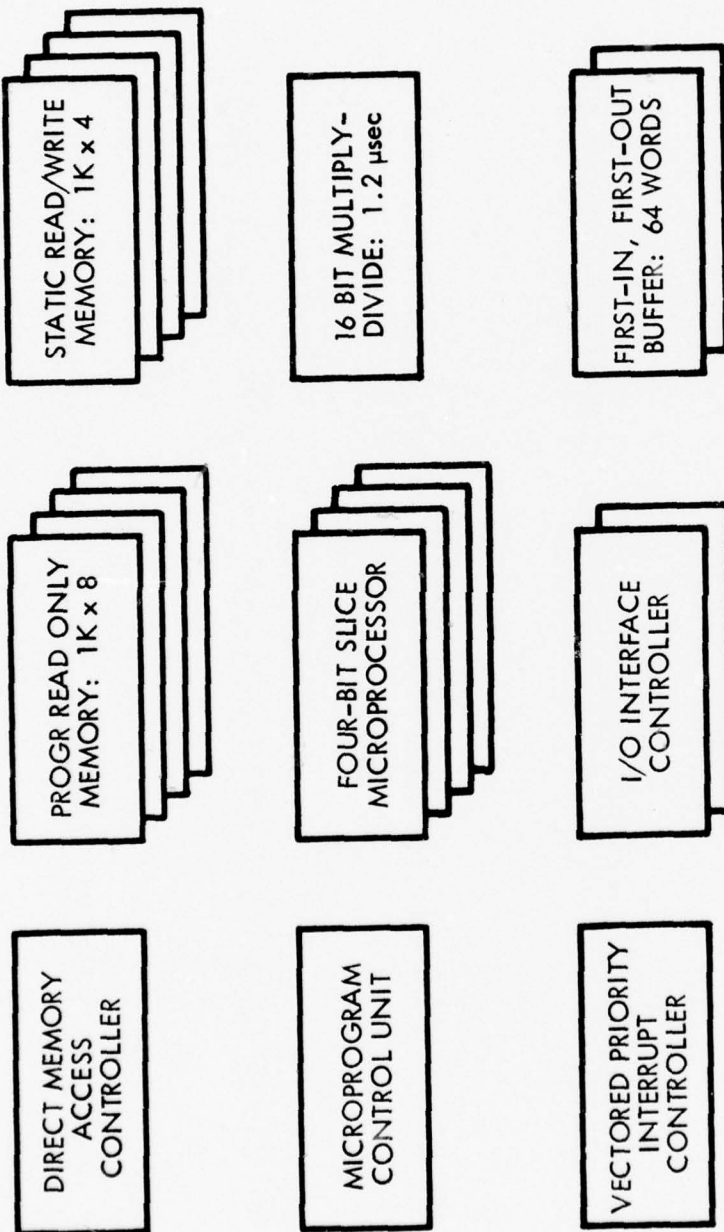 DIRECT MEMORY
ACCESS
CONTROLLER
PROGR READ ONLY
MEMORY: 1K x 8
STATIC READ/WRITE
MEMORY: 1K x 4
MICROPROGRAM
CONTROL UNIT
FOUR-BIT SLICE
MICROPROCESSOR
16 BIT MULTIPLY-
DIVIDE: 1.2 μsec
VECTORED PRIORITY
INTERRUPT
CONTROLLER
I/O INTERFACE
CONTROLLER
FIRST-IN, FIRST-OUT
BUFFER: 64 WORDS